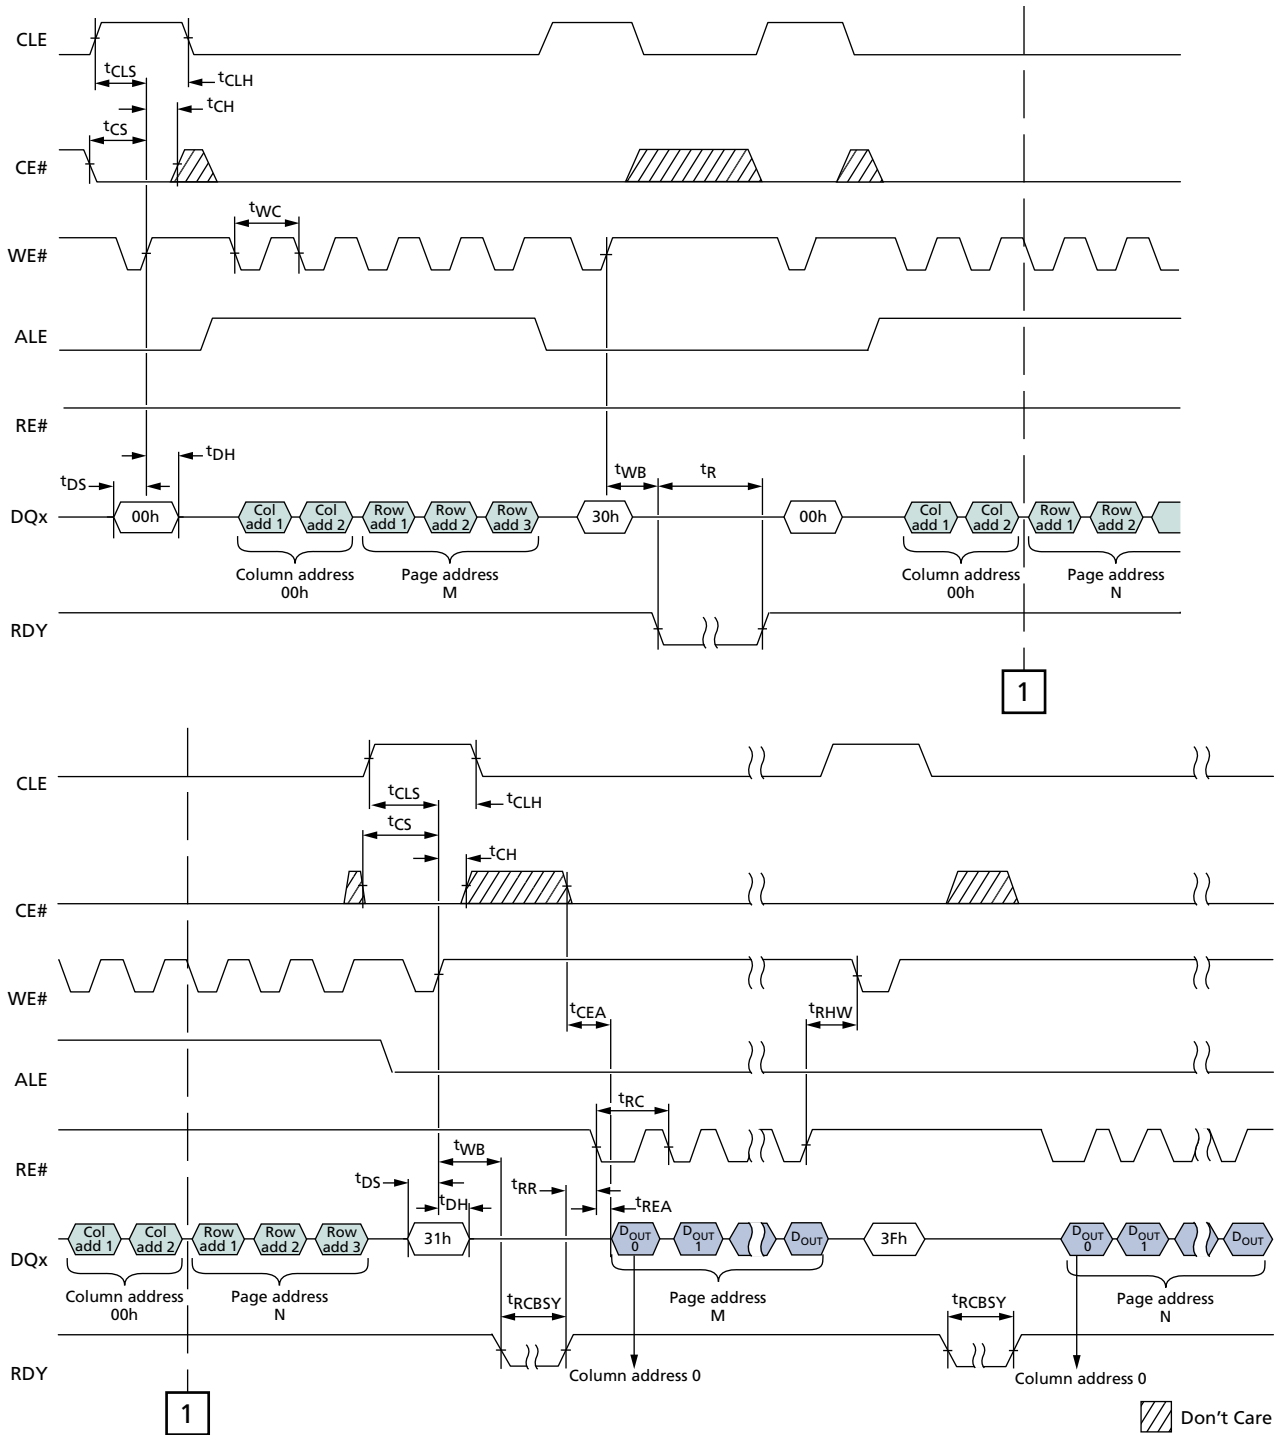 CLE
tCLS
tCLH
tCH
tCS
CE#
tWC
WE#
ALE
RE#
tDH
tDS
tWB
tR
DQx
00h
Col add 1
Col add 2
Row add 1
Row add 2
Row add 3
30h
00h
Col add 1
Col add 2
Row add 1
Row add 2
Column address
00h
Page address
M
Column address
00h
Page address
N
RDY
1
CLE
tCLS
tCLH
tCS
tCH
CE#
WE#
tCEA
tRHW
ALE
tRC
RE#
tWB
tDS
tDH
tRR
tREA
DQx
Col add 1
Col add 2
Row add 1
Row add 2
Row add 3
31h
DOUT 0
DOUT 1
DOUT
3Fh
DOUT 0
DOUT 1
DOUT
Column address
00h
Page address
N
tRCBSY
Page address
M
tRCBSY
Page address
N
RDY
Column address 0
Column address 0
1
Don't Care